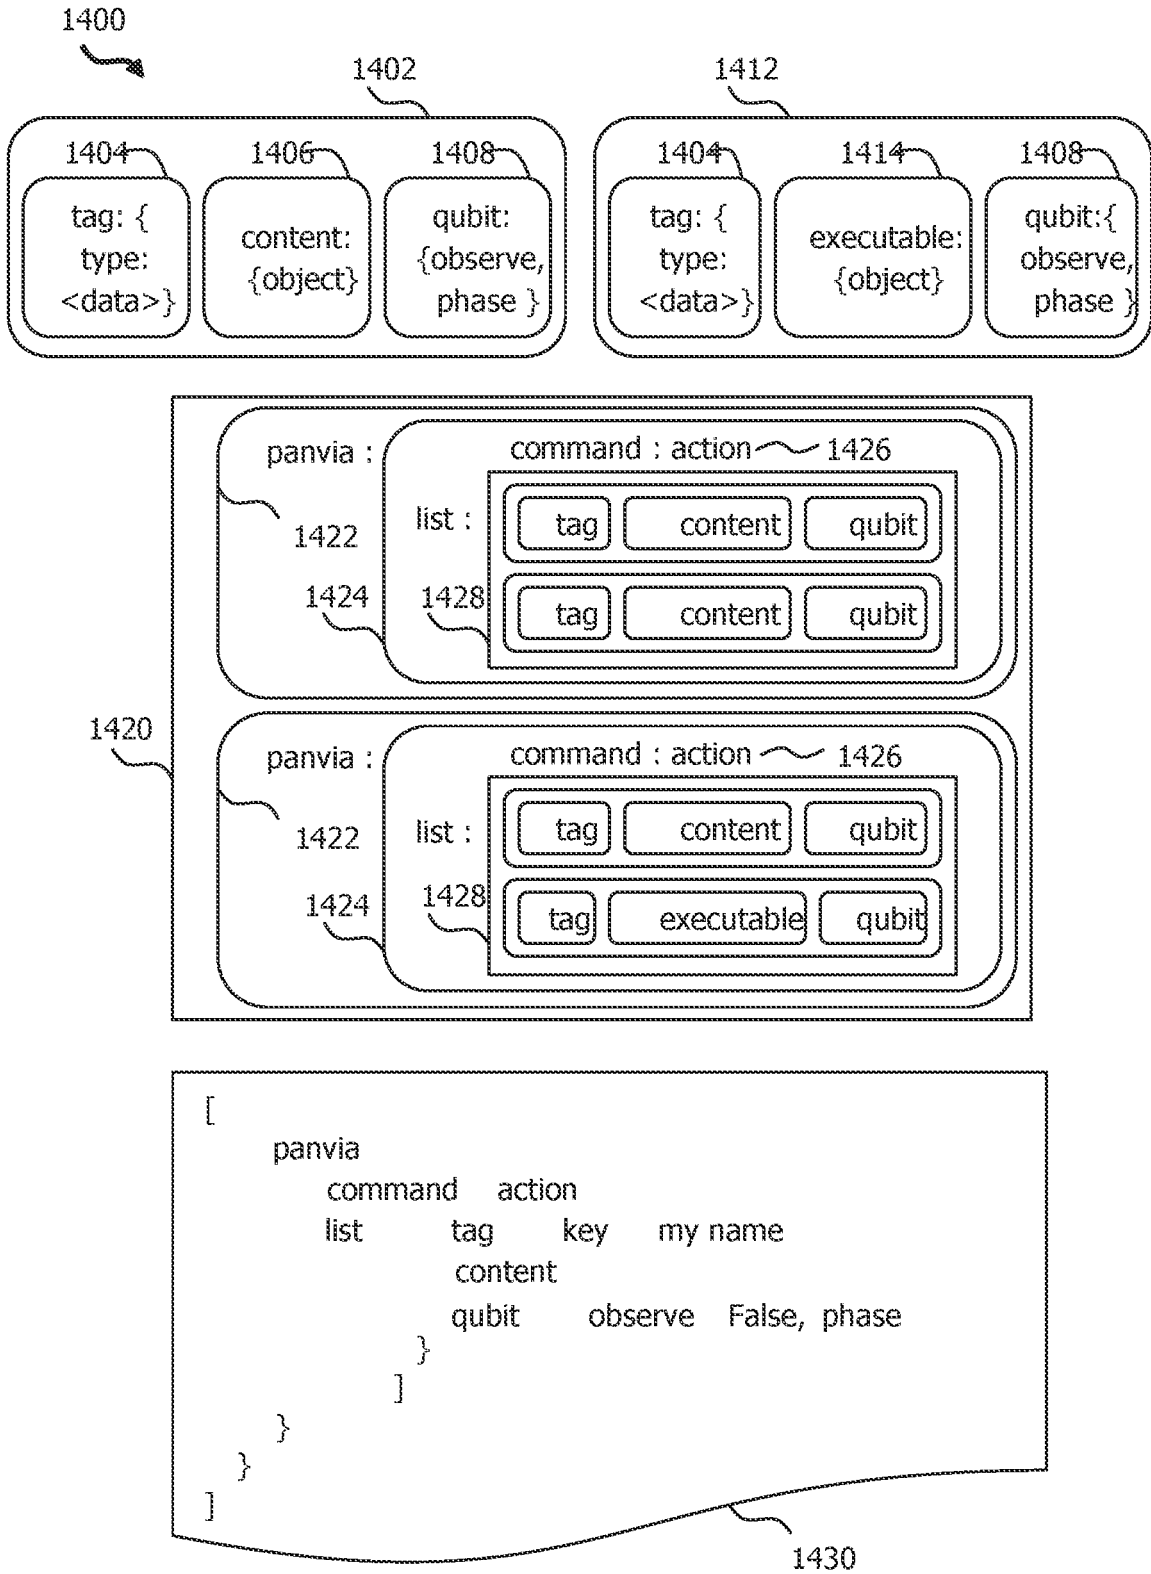 1400
1402
1412
1404 1406 1408
1404 1414 1408
tag: {
type:
<data>}
content:
{object}
qubit:
{observe,
phase }
tag: {
type:
<data>}
executable:
{object}
qubit:{
observe,
phase }
panvia : command : action 1426
list : tag content qubit
1422
1424 1428 tag content qubit
1420
panvia : command : action 1426
list : tag content qubit
1422
1424 1428 tag executable qubit
[
panvia
command action
list tag key my name
content
qubit observe False, phase
}
]
}
}
]
1430